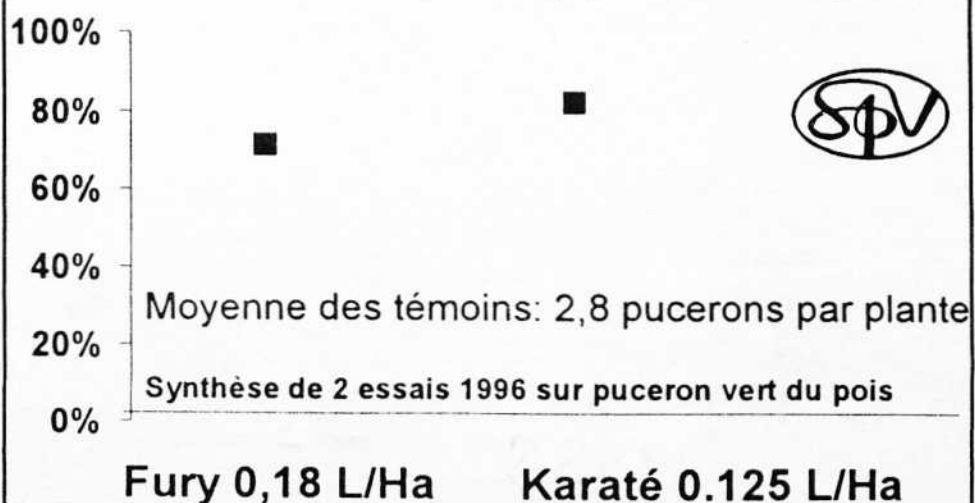 100%
80%
60%
40%
20%
0%
SPV
Moyenne des témoins: 2,8 pucerons par plante
Synthèse de 2 essais 1996 sur puceron vert du pois
Fury 0,18 L/Ha
Karaté 0.125 L/Ha